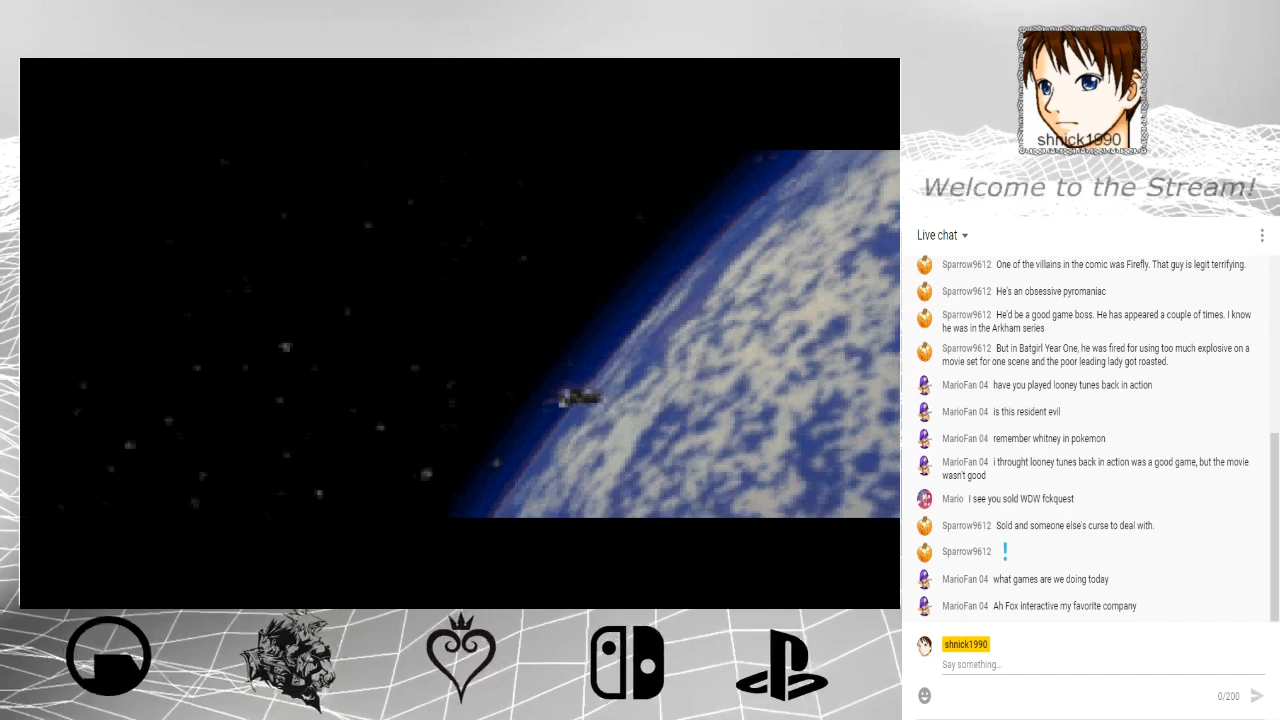 shnick1990
Welcome to the Stream!
Live chat
Sparrow9612 One of the villains in the comic was Firefly. That guy is legit terrifying.
Sparrow9612 He's an obsessive pyromaniac
Sparrow9612 He'd be a good game boss. He has appeared a couple of times. I know
he was in the Arkham series
Sparrow9612 But in Batgirl Year One, he was fired for using too much explosive on a
movie set for one scene and the poor leading lady got roasted.
MarioFan 04 have you played looney tunes back in action
MarioFan 04 is this resident evil
MarioFan 04 remember whitney in pokemon
MarioFan 04 i throught looney tunes back in action was a good game, but the movie
wasn't good
Mario I see you sold WDW fckquest
Sparrow9612 Sold and someone else's curse to deal with.
Sparrow9612 !
MarioFan 04 what games are we doing today
MarioFan 04 Ah Fox interactive my favorite company
shnick1990
Say something...
0/200